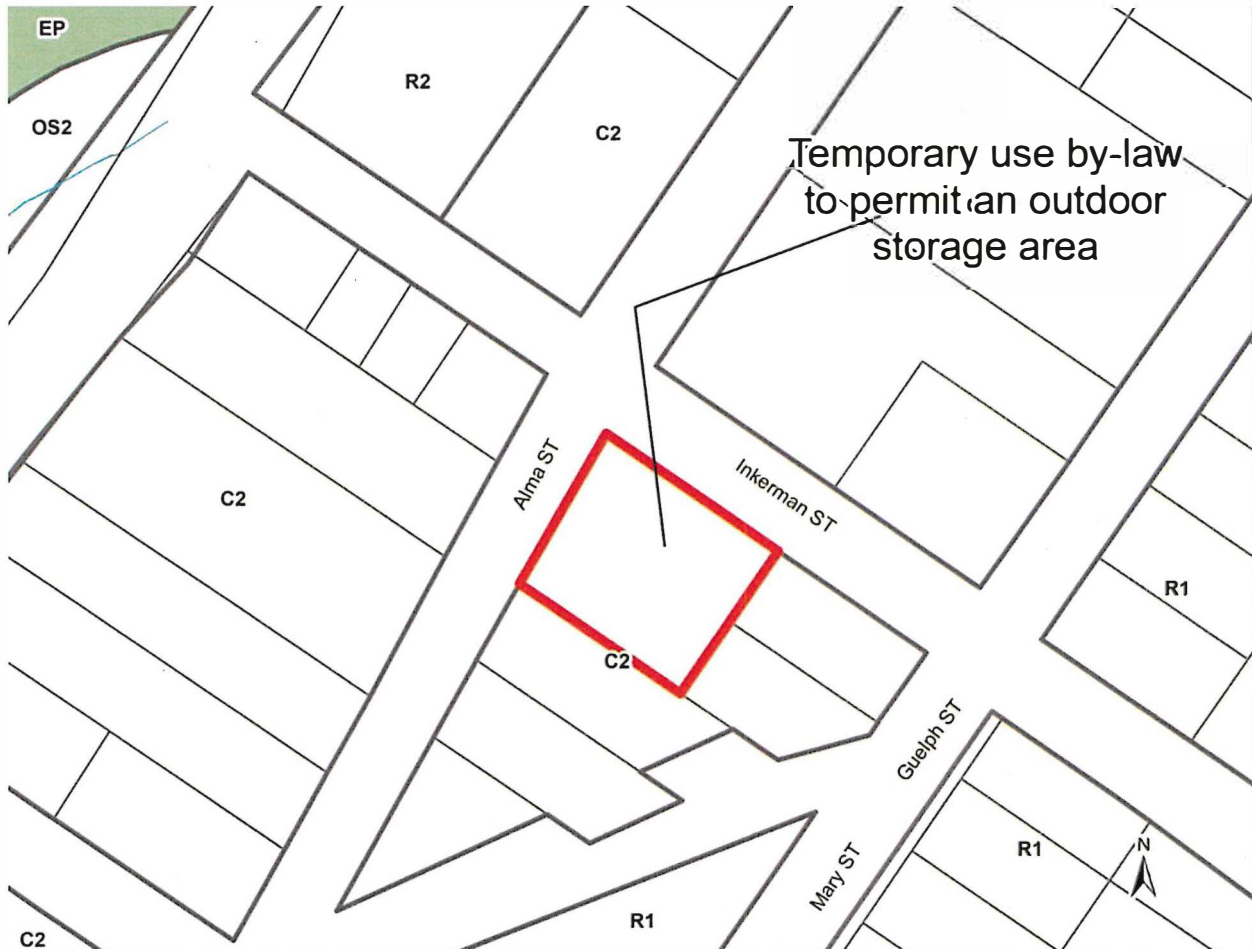 EP
R2
OS2
C2
Temporary use by-law
to permit an outdoor
storage area
Alma ST
Inkerman ST
C2
R1
C2
Guelph ST
Mary ST
R1
N
R1
C2